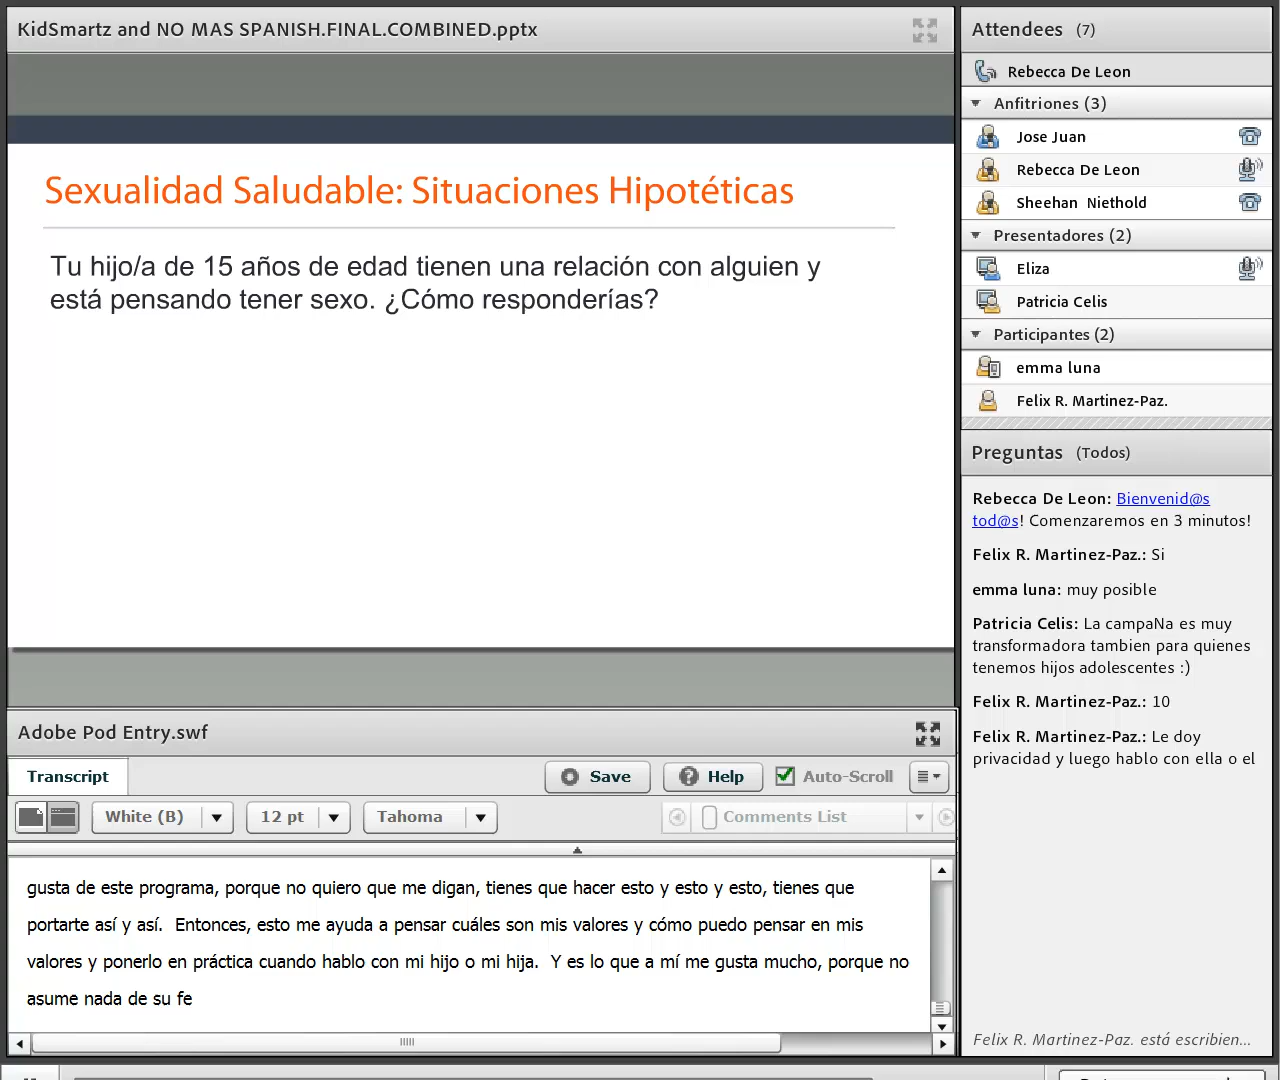 KidSmartz and NO MAS SPANISH.FINAL.COMBINED.pptx
Sexualidad Saludable: Situaciones Hipotéticas
Tu hijo/a de 15 años de edad tienen una relación con alguien y
está pensando tener sexo. ¿Cómo responderías?
Adobe Pod Entry.swf
Transcript
Save
Help
Auto-Scroll
White (B)
12 pt
Tahoma
Comments List
gusta de este programa, porque no quiero que me digan, tienes que hacer esto y esto y esto, tienes que
portarte así y así.  Entonces, esto me ayuda a pensar cuáles son mis valores y cómo puedo pensar en mis
valores y ponerlo en práctica cuando hablo con mi hijo o mi hija.  Y es lo que a mí me gusta mucho, porque no
asume nada de su fe
Attendees (7)
Rebecca De Leon
Anfitriones (3)
Jose Juan
Rebecca De Leon
Sheehan Niethold
Presentadores (2)
Eliza
Patricia Celis
Participantes (2)
emma luna
Felix R. Martinez-Paz.
Preguntas (Todos)
Rebecca De Leon: Bienvenid@s
tod@s! Comenzaremos en 3 minutos!
Felix R. Martinez-Paz.: Si
emma luna: muy posible
Patricia Celis: La campaNa es muy
transformadora tambien para quienes
tenemos hijos adolescentes :)
Felix R. Martinez-Paz.: 10
Felix R. Martinez-Paz.: Le doy
privacidad y luego hablo con ella o el
Felix R. Martinez-Paz. está escribien...